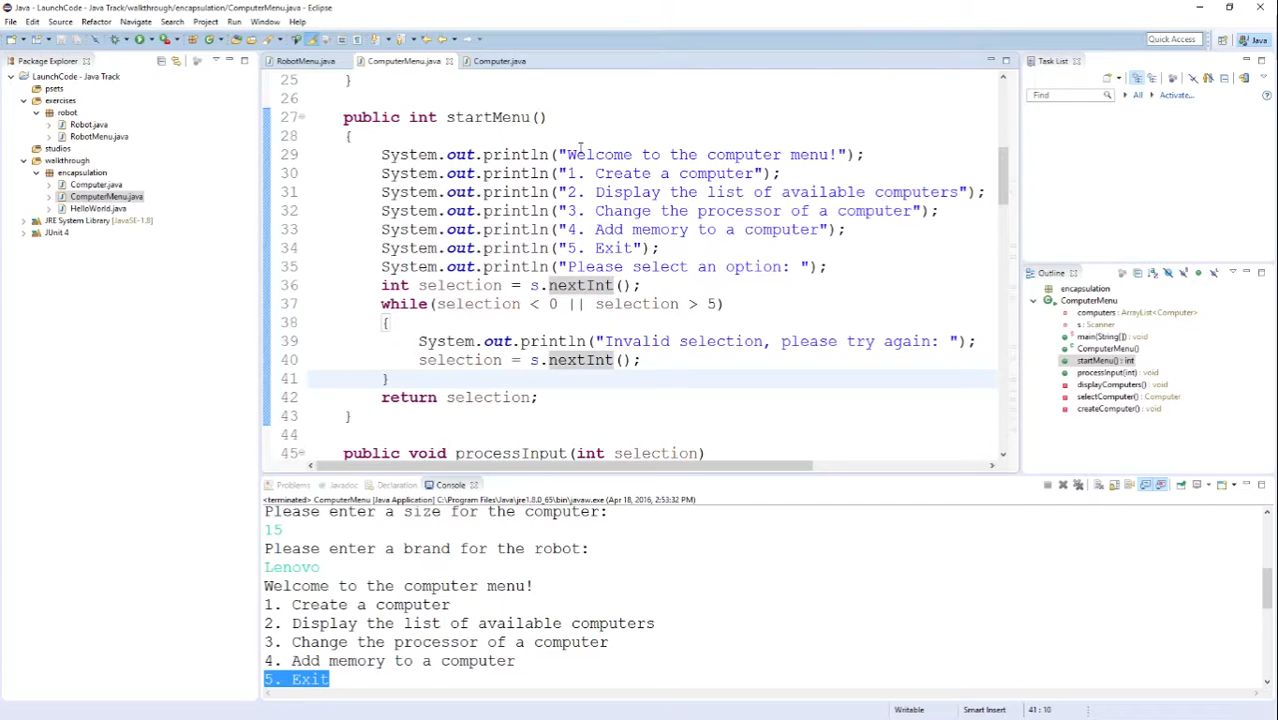 Java - LaunchCode - Java Track/walkthrough/encapsulation/ComputerMenu.java - Eclipse
File Edit Source Refactor Navigate Search Project Run Window Help
Quick Access
Java
Package Explorer
LaunchCode - Java Track
psets
exercises
robot
Robot.java
RobotMenu.java
studios
walkthrough
encapsulation
Computer.java
ComputerMenu.java
HelloWorld.java
JRE System Library [JavaSE-1.8]
JUnit 4
RobotMenu.java ComputerMenu.java Computer.java
25 }
26
27 public int startMenu()
28 {
29 System.out.println("Welcome to the computer menu!");
30 System.out.println("1. Create a computer");
31 System.out.println("2. Display the list of available computers");
32 System.out.println("3. Change the processor of a computer");
33 System.out.println("4. Add memory to a computer");
34 System.out.println("5. Exit");
35 System.out.println("Please select an option: ");
36 int selection = s.nextInt();
37 while(selection < 0 || selection > 5)
38 {
39 System.out.println("Invalid selection, please try again: ");
40 selection = s.nextInt();
41 }
42 return selection;
43 }
44
45 public void processInput(int selection)
Task List
Find
All
Activate...
Outline
encapsulation
ComputerMenu
computers : ArrayList<Computer>
s : Scanner
main(String[]) : void
ComputerMenu()
startMenu() : int
processInput(int) : void
displayComputers() : void
selectComputer() : Computer
createComputer() : void
Problems Javadoc Declaration Console
<terminated> ComputerMenu [Java Application] C:\Program Files\Java\jre1.8.0_65\bin\javaw.exe (Apr 18, 2016, 2:53:32 PM)
Please enter a size for the computer:
15
Please enter a brand for the robot:
Lenovo
Welcome to the computer menu!
1. Create a computer
2. Display the list of available computers
3. Change the processor of a computer
4. Add memory to a computer
5. Exit
Writable Smart Insert 41 : 10